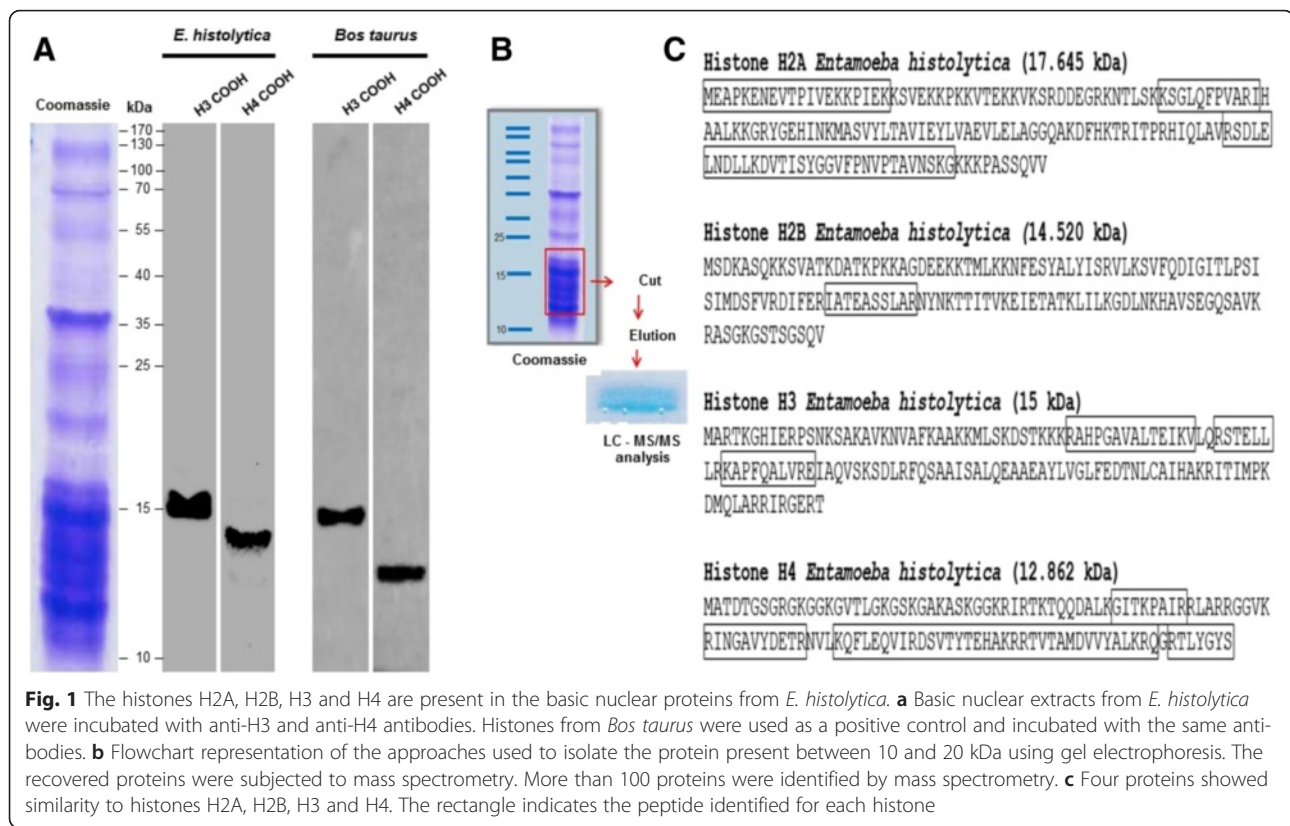 A
E. histolytica
Bos taurus
Coomassie
kDa
H3 COOH
H4 COOH
H3 COOH
H4 COOH
170
130
100
70
55
40
35
25
15
10
B
25
15
10
Cut
Elution
Coomassie
LC - MS/MS
analysis
C
Histone H2A Entamoeba histolytica (17.645 kDa)
MEAPKENEVTPIVEKKPIEKKSVEKKPKKVTEKKVKSRDDEGRKNTLSKKSGLQFPVARIH
AALKKGRYGEHINKMASVYLTAVIEYLVAEVLELAGGQAKDFHKTRITPRHIQLAVRSDLE
LNDLLKDVTISYGGVFPNVPTAVNSKGKKKPASSQVV
Histone H2B Entamoeba histolytica (14.520 kDa)
MSDKASQKKSVATKDATKPKKAGDEEKKTMLKKNFESYALYISRVLKSVFQDIGITLPSI
SIMDSFVRDIFERIATEASSLARNYNKTTITVKEIETATKLILKGDLNKHAVSEGQSAVK
RASGKGSTSGSQV
Histone H3 Entamoeba histolytica (15 kDa)
MARTKGHIERPSNKSAKAVKNVAFKAAKKMLSKDSTKKKRAHPGAVALTEIKVLQRSTELL
LRKAPFQALVREIAQVSKSDLRFQSAAISALQEAAEAYLVGLFEDTNLCAIHAKRITIMPK
DMQLARRIRGERT
Histone H4 Entamoeba histolytica (12.862 kDa)
MATDTGSGRGKGGKGVTLGKGSKGAKASKGGKRIRTKTQQDALKGITKPAIRRLARRGGVK
RINGAVYDETRNVLKQFLEQVIRDSVTYTEHAKRRTVTAMDVVYALKRQGRTLYGYS
Fig. 1 The histones H2A, H2B, H3 and H4 are present in the basic nuclear proteins from E. histolytica. a Basic nuclear extracts from E. histolytica
were incubated with anti-H3 and anti-H4 antibodies. Histones from Bos taurus were used as a positive control and incubated with the same anti-
bodies. b Flowchart representation of the approaches used to isolate the protein present between 10 and 20 kDa using gel electrophoresis. The
recovered proteins were subjected to mass spectrometry. More than 100 proteins were identified by mass spectrometry. c Four proteins showed
similarity to histones H2A, H2B, H3 and H4. The rectangle indicates the peptide identified for each histone